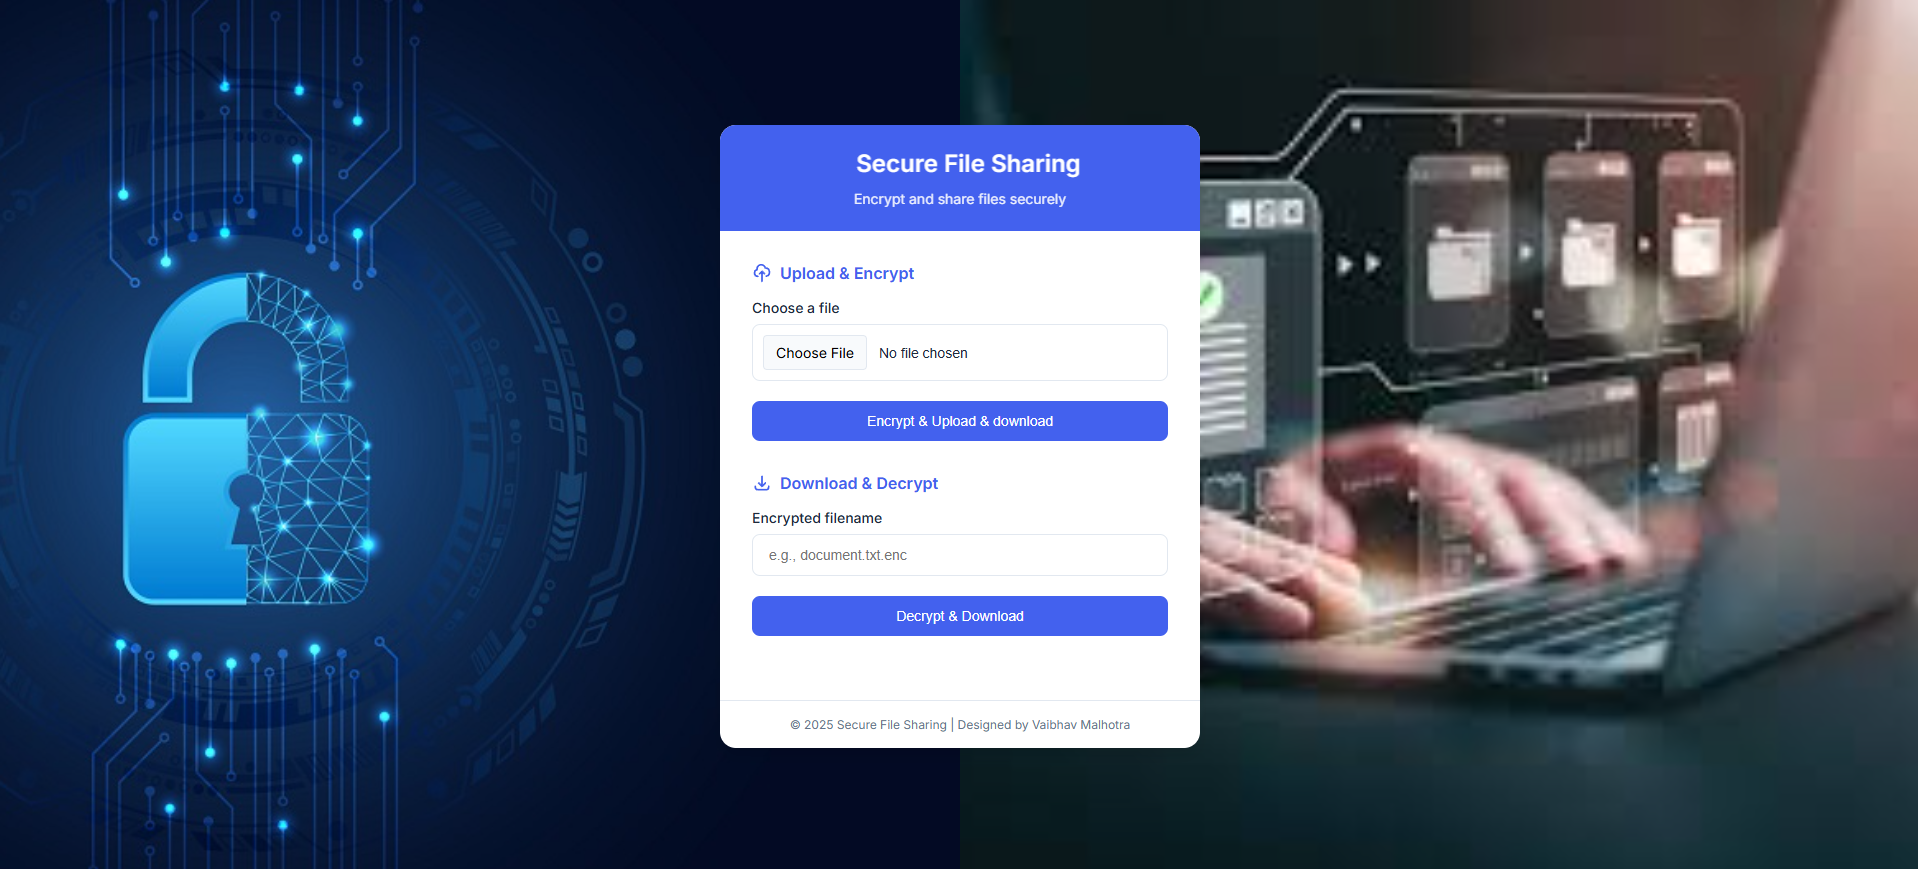 Secure File Sharing
Encrypt and share files securely
Upload & Encrypt
Choose a file
Choose File No file chosen
Encrypt & Upload & download
Download & Decrypt
Encrypted filename
e.g., document.txt.enc
Decrypt & Download
© 2025 Secure File Sharing | Designed by Vaibhav Malhotra